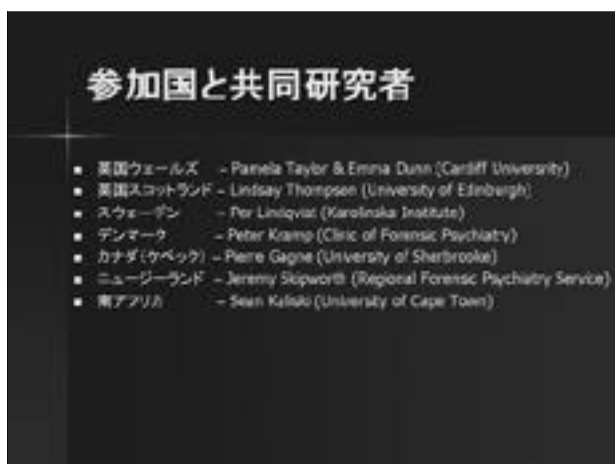 参加国と共同研究者
■ 英国ウェールズ – Pamela Taylor & Emma Dunn (Cardiff University)
■ 英国スコットランド – Lindsay Thompson (University of Edinburgh)
■ スウェーデン – Per Lindqvist (Karolinska Institute)
■ デンマーク – Peter Kramp (Clinic of Forensic Psychiatry)
■ カナダ(ケベック) – Pierre Gagne (University of Sherbrooke)
■ ニュージーランド – Jeremy Skipworth (Regional Forensic Psychiatry Service)
■ 南アフリカ – Sean Kaliski (University of Cape Town)